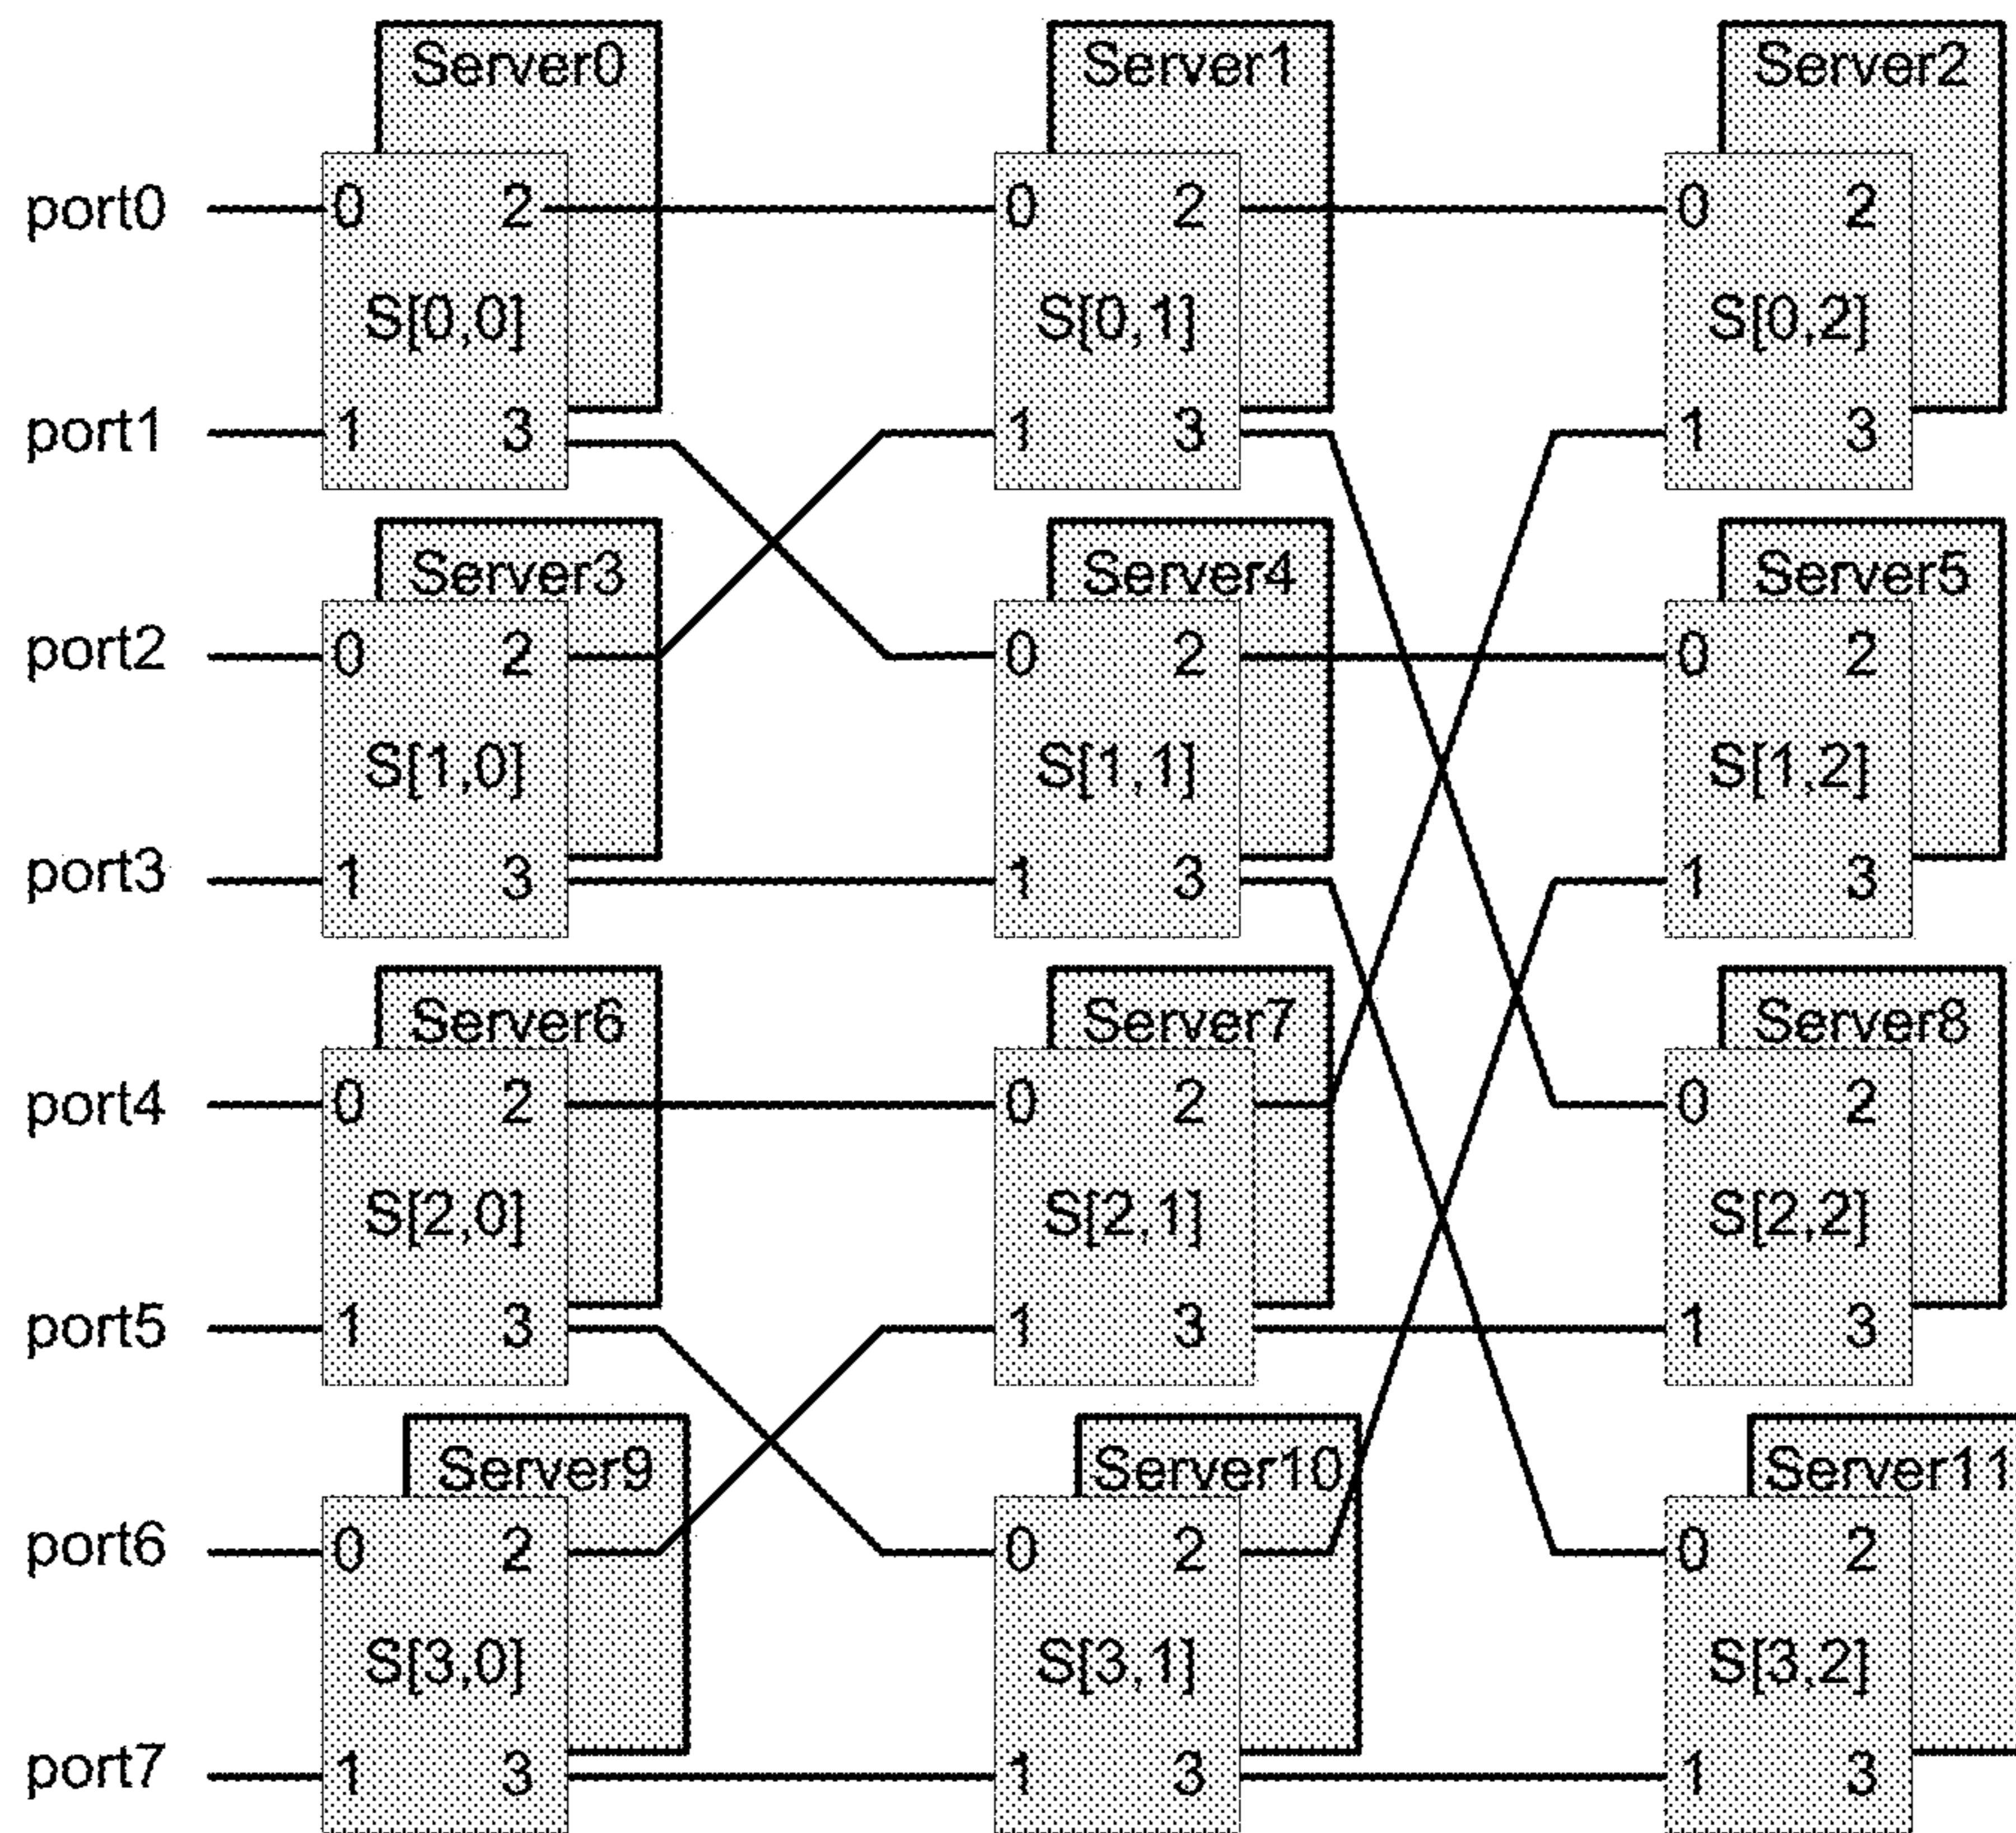 Server0 Server1 Server2
port0 0 2 0 2 0 2
S[0,0] S[0,1] S[0,2]
port1 1 3 1 3 1 3
Server3 Server4 Server5
port2 0 2 0 2 0 2
S[1,0] S[1,1] S[1,2]
port3 1 3 1 3 1 3
Server6 Server7 Server8
port4 0 2 0 2 0 2
S[2,0] S[2,1] S[2,2]
port5 1 3 1 3 1 3
Server9 Server10 Server11
port6 0 2 0 2 0 2
S[3,0] S[3,1] S[3,2]
port7 1 3 1 3 1 3